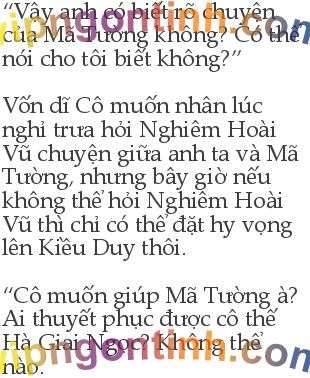 “Vậy anh có biết rõ chuyện
của Mã Tường không? Có thể
nói cho tôi biết không?”
Vốn dĩ Cô muốn nhân lúc
nghỉ trưa hỏi Nghiêm Hoài
Vũ chuyện giữa anh ta và Mã
Tường, nhưng bây giờ nếu
không thể hỏi Nghiêm Hoài
Vũ thì chỉ có thể đặt hy vọng
lên Kiều Duy thôi.
“Cô muốn giúp Mã Tường à?
Ai thuyết phục được cô thế
Hà Giai Ngọc? Không thể
nào.
vipngontinh.com
vipngontinh.com